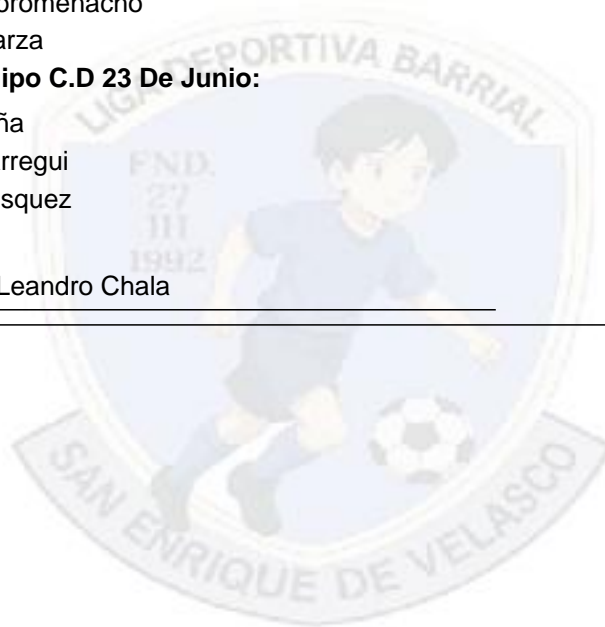 oromenacho
arza
ipo C.D 23 De Junio:
ña
rregui
squez
Leandro Chala
LIGA DEPORTIVA BARRIAL
FND.
27
III
1992
SAN ENRIQUE DE VELASCO